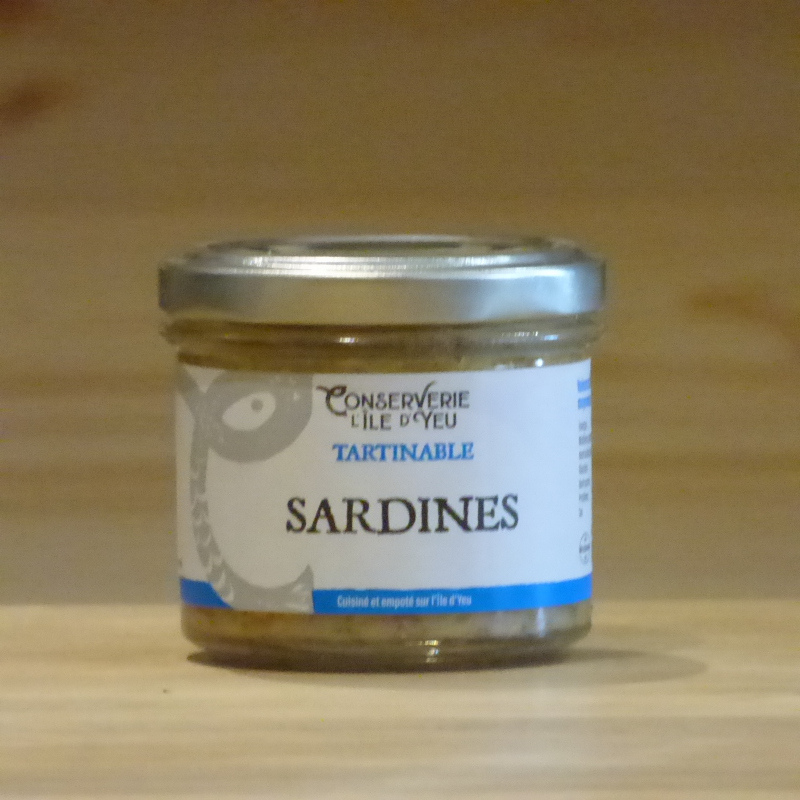 CONSERVERIE
L'ÎLE D'YEU
TARTINABLE
SARDINES
Cuisiné et empoté sur l'île d'Yeu